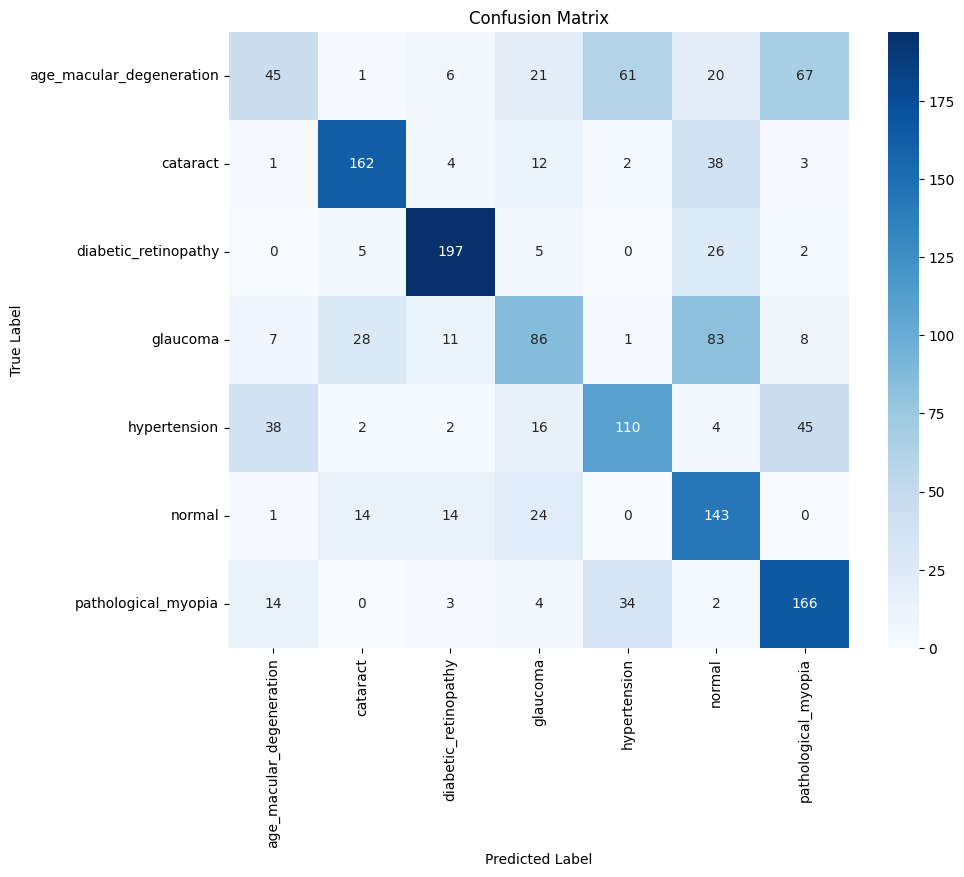 Confusion Matrix
True Label
age_macular_degeneration 45 1 6 21 61 20 67
cataract 1 162 4 12 2 38 3
diabetic_retinopathy 0 5 197 5 0 26 2
glaucoma 7 28 11 86 1 83 8
hypertension 38 2 2 16 110 4 45
normal 1 14 14 24 0 143 0
pathological_myopia 14 0 3 4 34 2 166
age_macular_degeneration
cataract
diabetic_retinopathy
glaucoma
hypertension
normal
pathological_myopia
Predicted Label
175
150
125
100
75
50
25
0